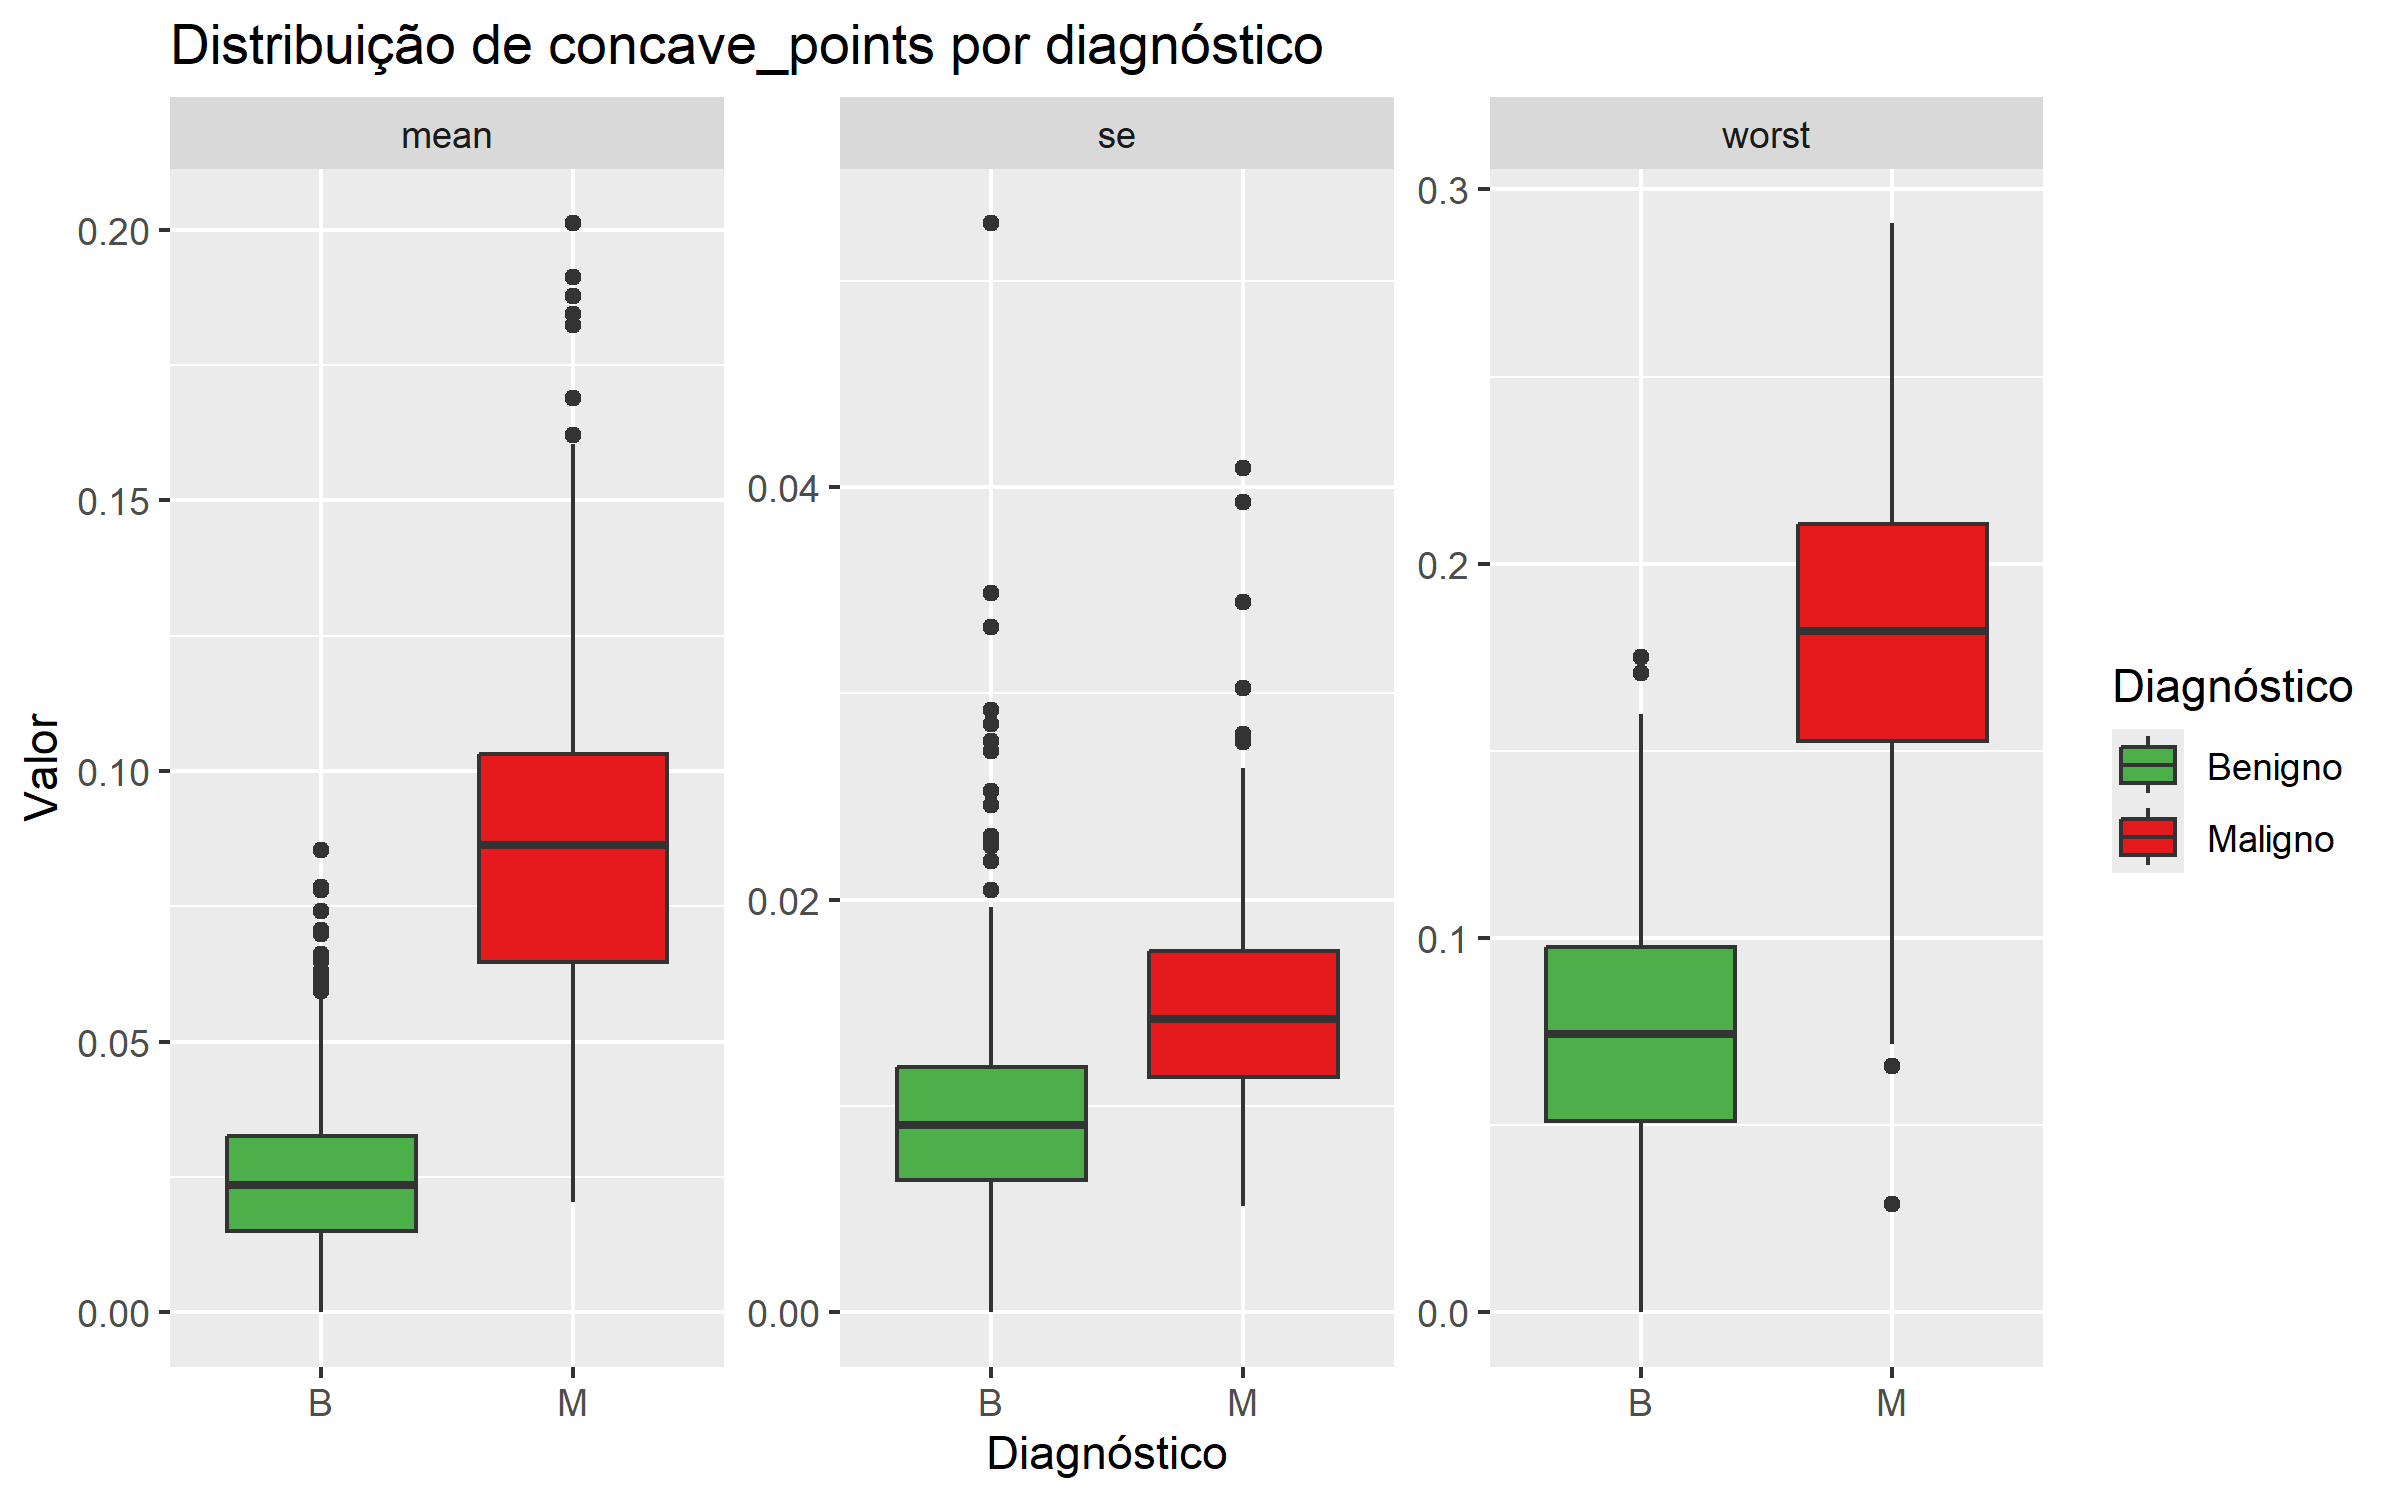 Distribuição de concave_points por diagnóstico
mean
se
worst
Valor
0.20
0.15
0.10
0.05
0.00
0.04
0.02
0.00
0.3
0.2
0.1
0.0
B
M
B
M
B
M
Diagnóstico
Diagnóstico
Benigno
Maligno